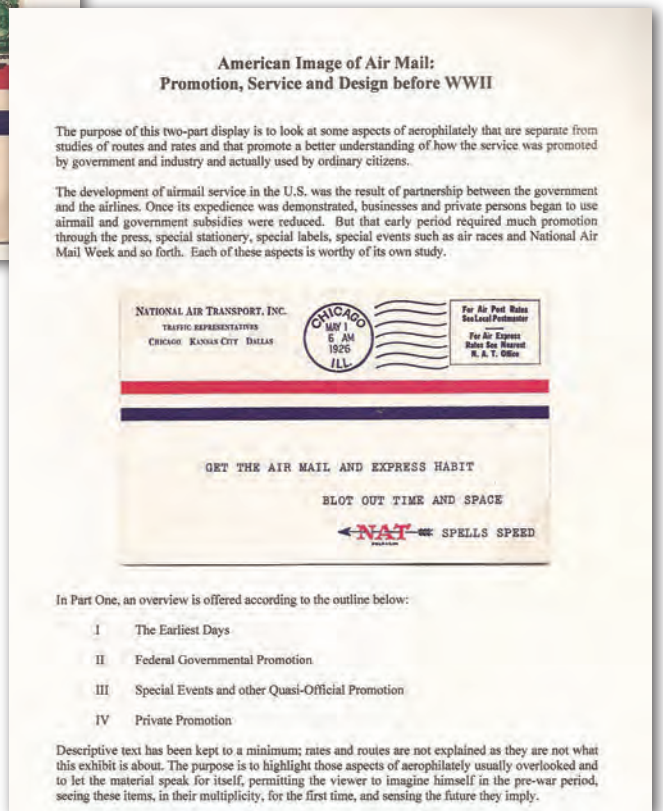 American Image of Air Mail:
Promotion, Service and Design before WWII
The purpose of this two-part display is to look at some aspects of aerophilately that are separate from
studies of routes and rates and that promote a better understanding of how the service was promoted
by government and industry and actually used by ordinary citizens.
The development of airmail service in the U.S. was the result of partnership between the government
and the airlines. Once its expedience was demonstrated, businesses and private persons began to use
airmail and government subsidies were reduced. But that early period required much promotion
through the press, special stationery, special labels, special events such as air races and National Air
Mail Week and so forth. Each of these aspects is worthy of its own study.
NATIONAL AIR TRANSPORT, INC.
TRAFFIC REPRESENTATIVES
CHICAGO KANSAS CITY DALLAS
CHICAGO
MAY 1
6 AM
1926
ILL.
For Air Post Rates
See Local Postmaster
For Air Express
Rates See Nearest
N. A. T. Office
GET THE AIR MAIL AND EXPRESS HABIT
BLOT OUT TIME AND SPACE
NAT SPELLS SPEED
In Part One, an overview is offered according to the outline below:
I The Earliest Days
II Federal Governmental Promotion
III Special Events and other Quasi-Official Promotion
IV Private Promotion
Descriptive text has been kept to a minimum; rates and routes are not explained as they are not what
this exhibit is about. The purpose is to highlight those aspects of aerophilately usually overlooked and
to let the material speak for itself, permitting the viewer to imagine himself in the pre-war period,
seeing these items, in their multiplicity, for the first time, and sensing the future they imply.